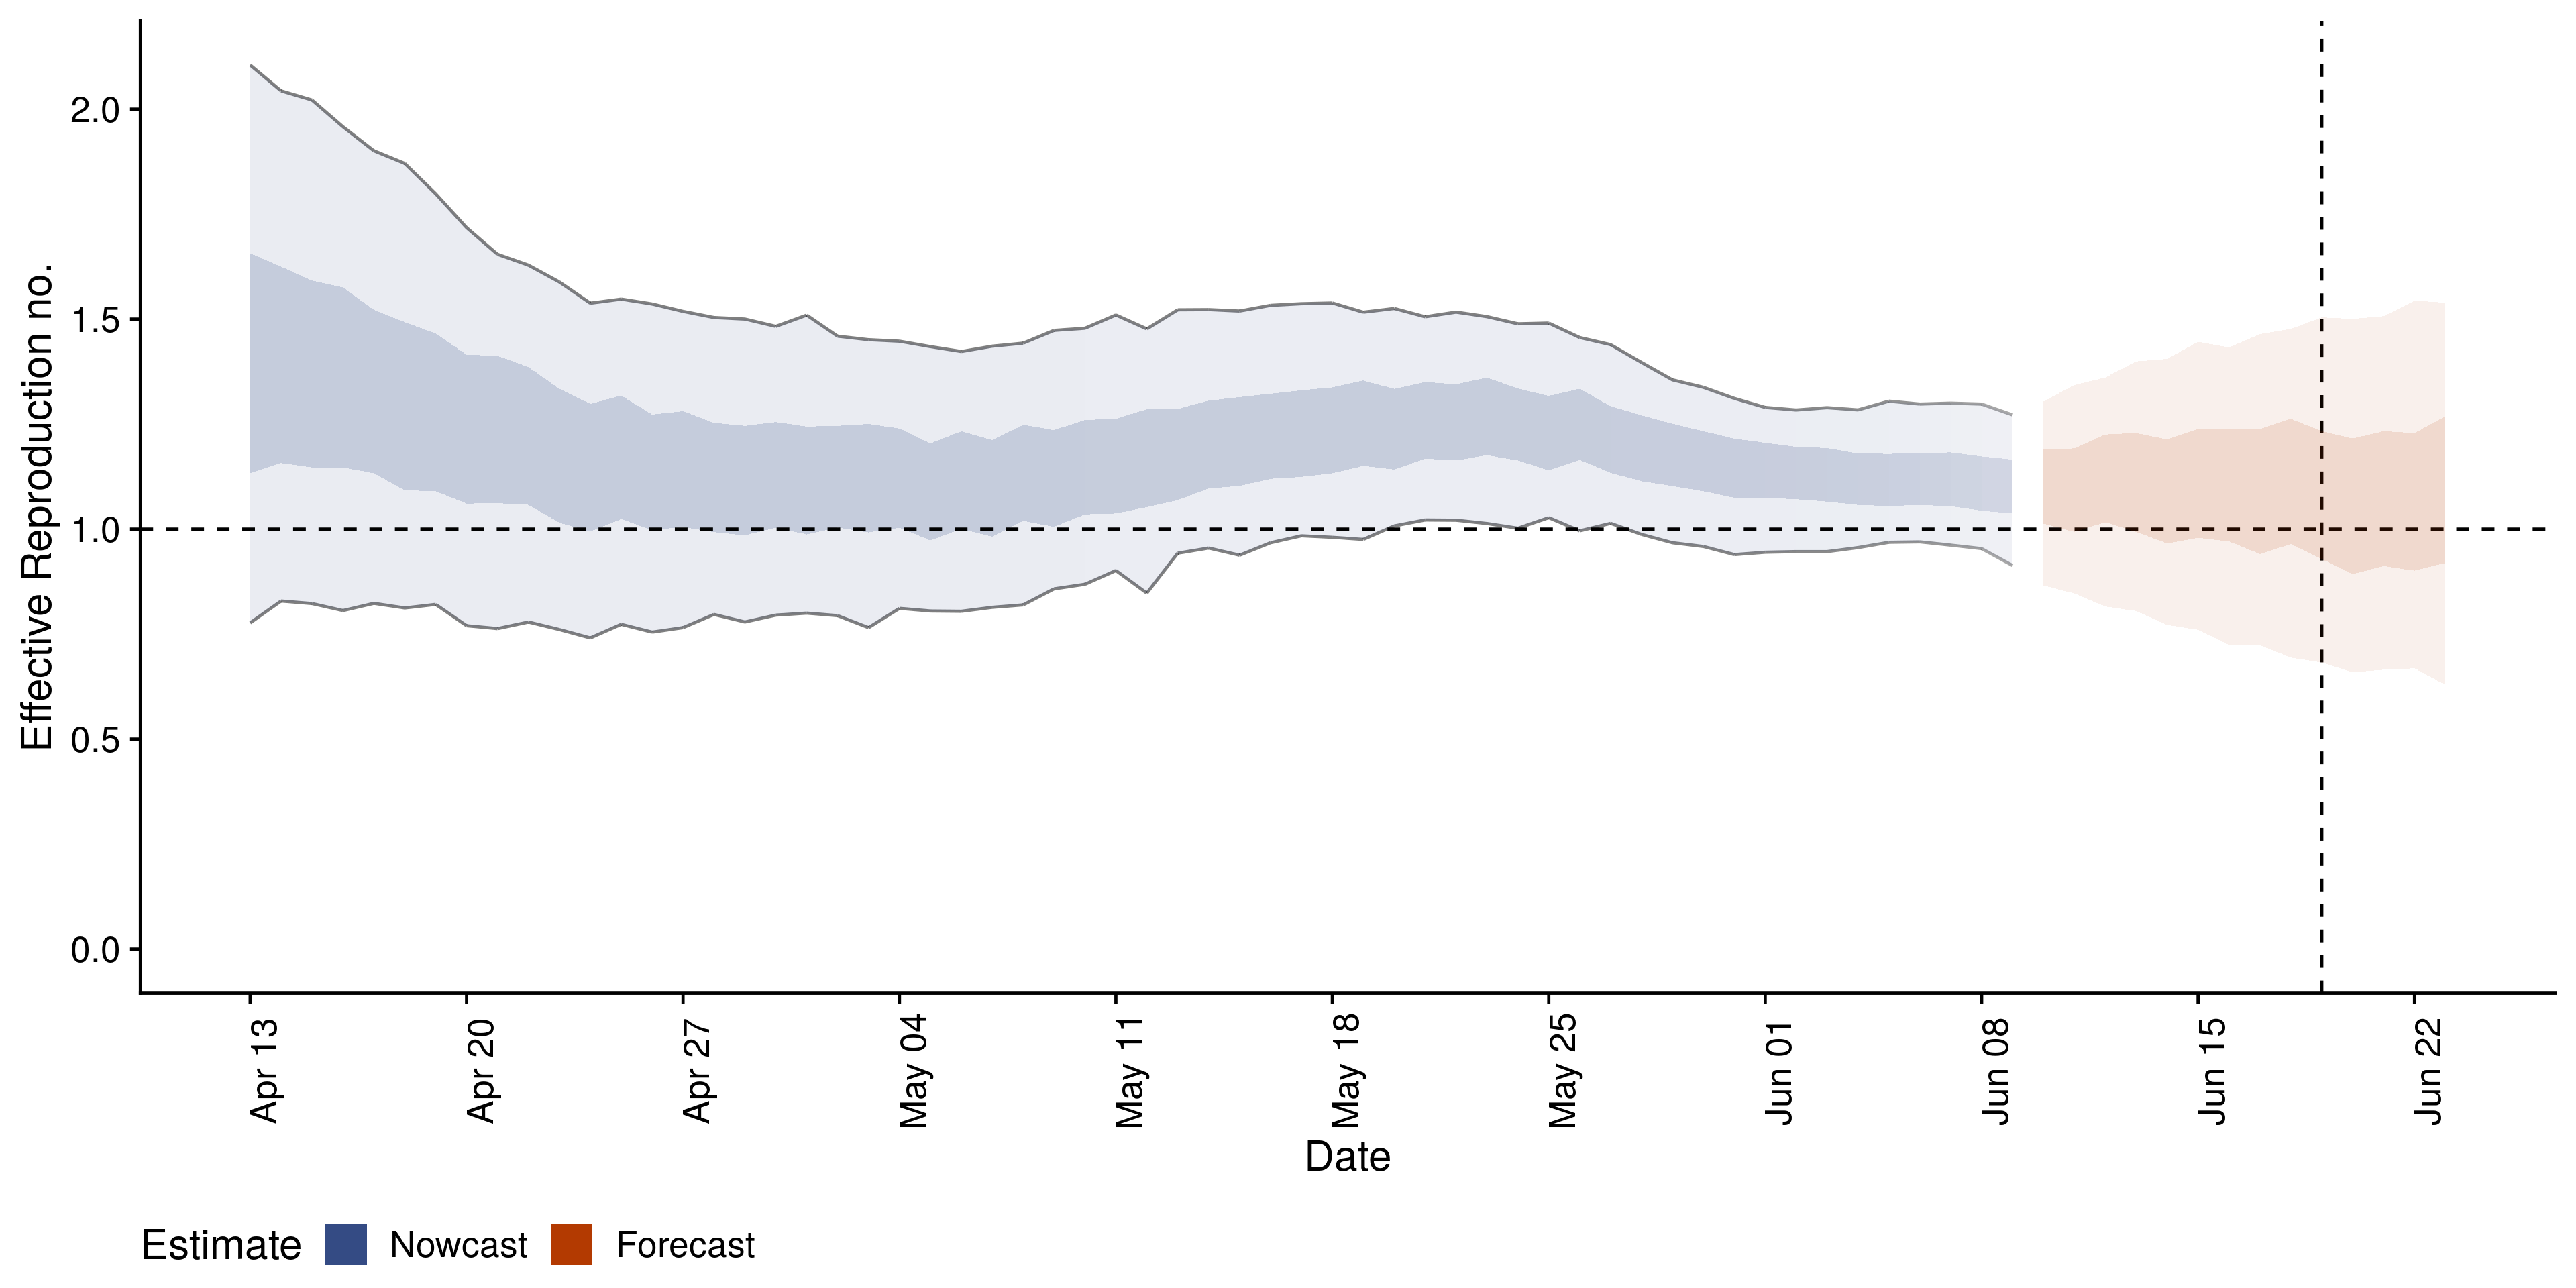 Effective Reproduction no.
2.0
1.5
1.0
0.5
0.0
Apr 13
Apr 20
Apr 27
May 04
May 11
May 18
May 25
Jun 01
Jun 08
Jun 15
Jun 22
Date
Estimate Nowcast Forecast